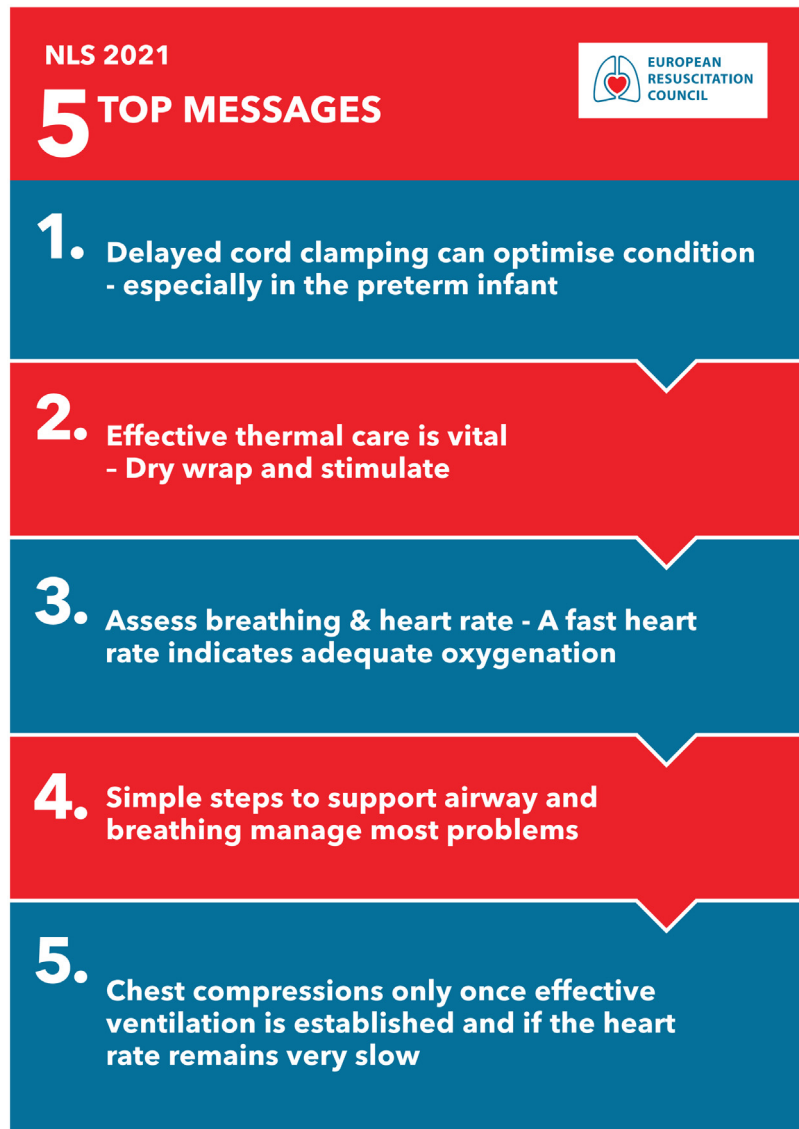 NLS 2021
5 TOP MESSAGES
EUROPEAN
RESUSCITATION
COUNCIL
1. Delayed cord clamping can optimise condition
- especially in the preterm infant
2. Effective thermal care is vital
– Dry wrap and stimulate
3. Assess breathing & heart rate - A fast heart
rate indicates adequate oxygenation
4. Simple steps to support airway and
breathing manage most problems
5. Chest compressions only once effective
ventilation is established and if the heart
rate remains very slow